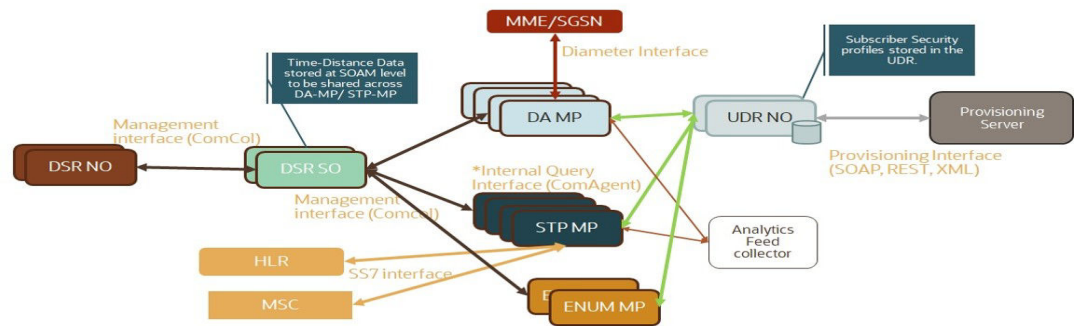 MME/SGSN
Diameter Interface
Time-Distance Data
stored at SOAM level
to be shared across
DA-MP/ STP-MP
Subscriber Security
profiles stored in the
UDR.
DA MP
UDR NO
Provisioning
Server
Management
interface (ComCol)
Provisioning Interface
(SOAP, REST, XML)
DSR NO
DSR SO
*Internal Query
Interface (ComAgent)
Management
interface (Comcol)
STP MP
Analytics
Feed
collector
HLR
SS7 interface
MSC
E
ENUM MP